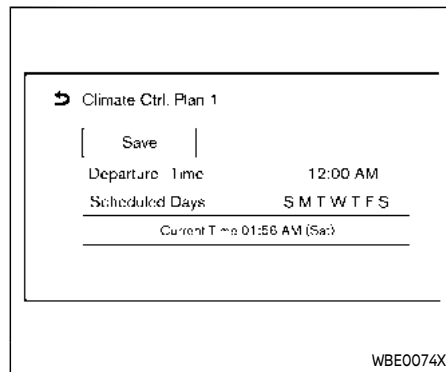 Climate Ctrl. Plan 1
Save
Departure Time 12:00 AM
Scheduled Days S M T W T F S
Current Time 01:56 AM (Sat)
WBE0074X